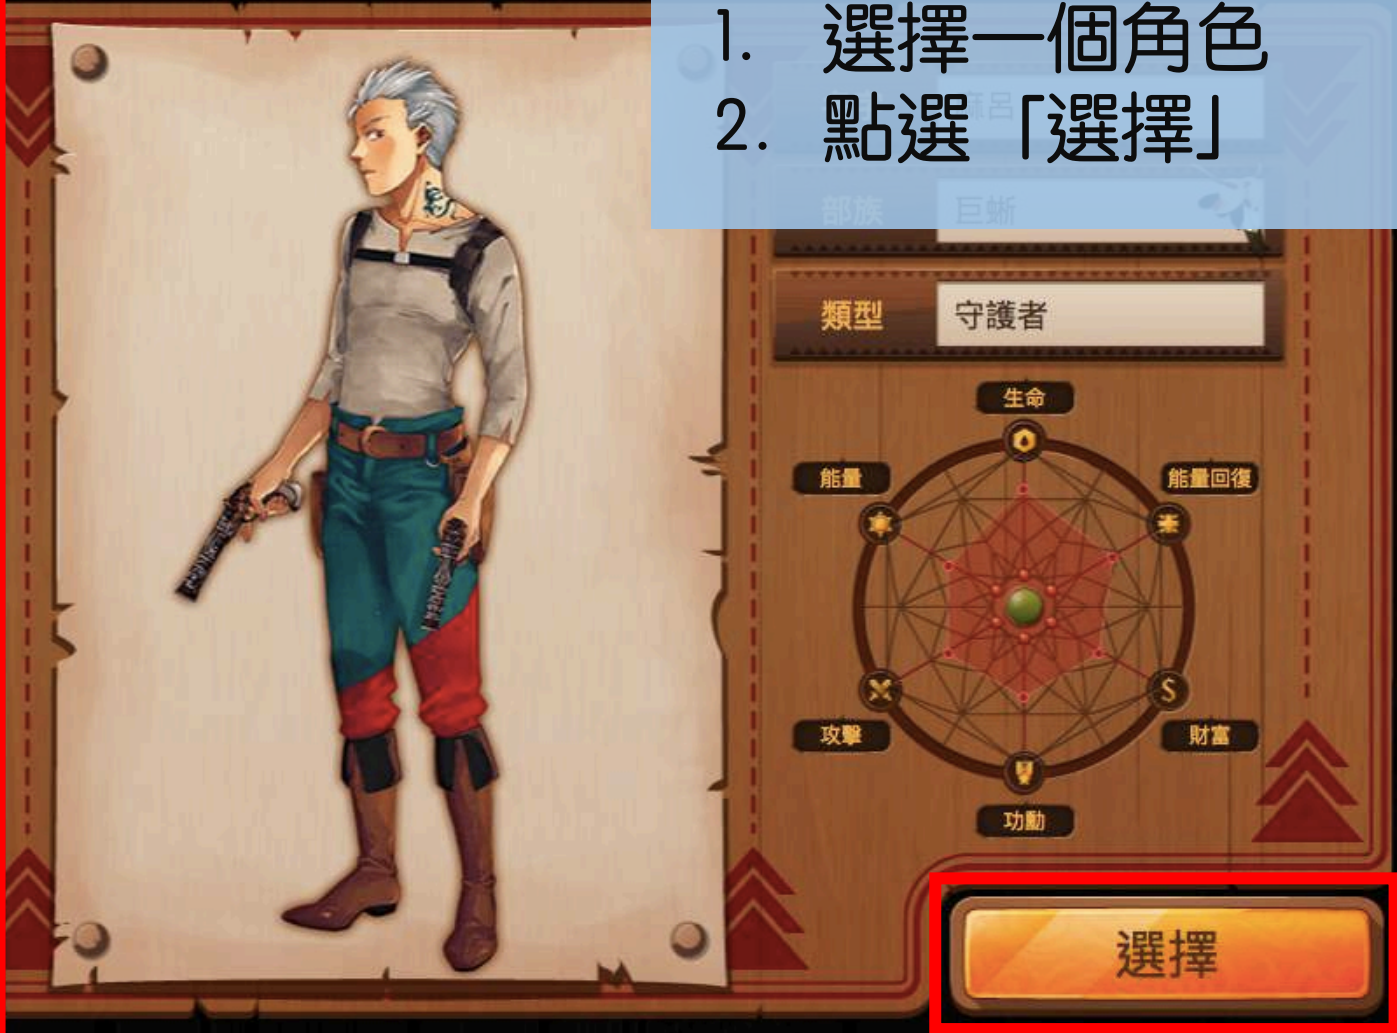 1. 選擇一個角色
2. 點選「選擇」
部族 巨蜥
類型 守護者
生命
能量 能量回復
攻擊 財富
功勳
選擇